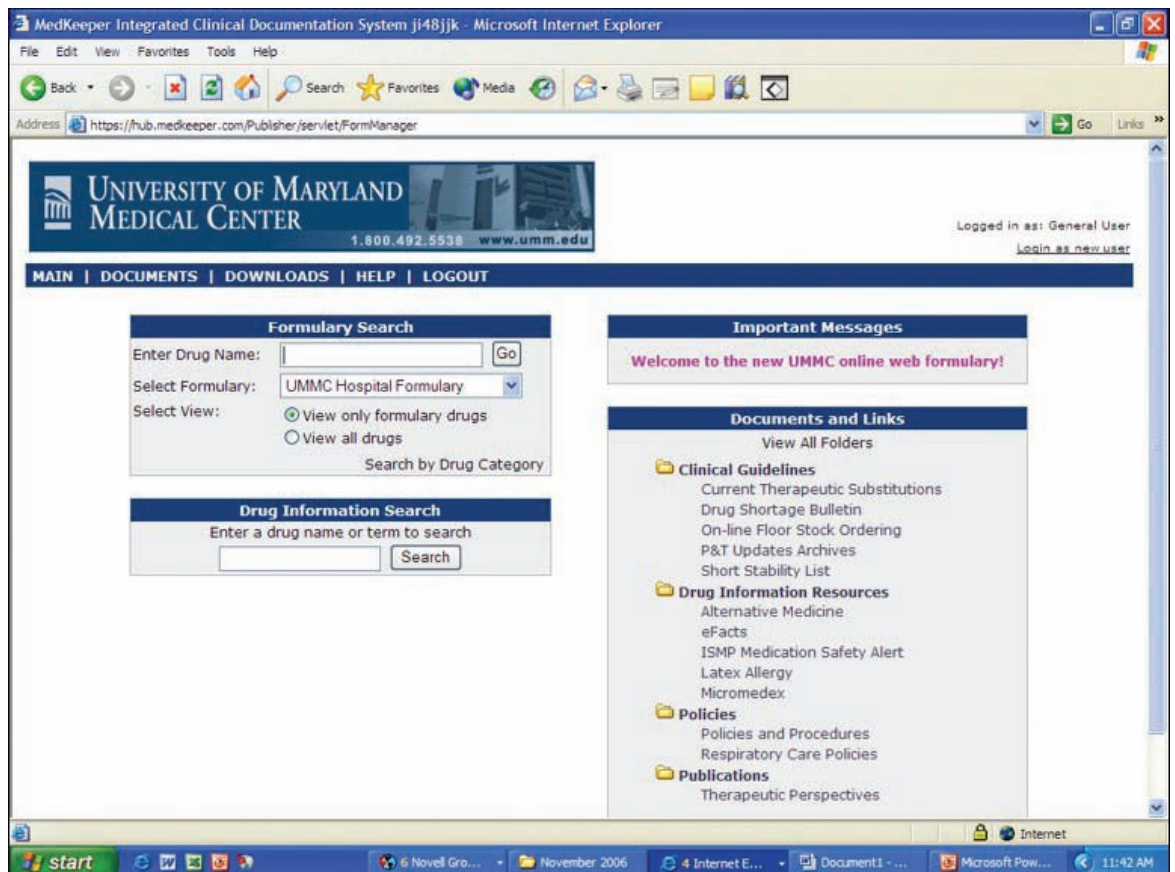 MedKeeper Integrated Clinical Documentation System ji48jjk - Microsoft Internet Explorer
File Edit View Favorites Tools Help
Back Search Favorites Media
Address https://hub.medkeeper.com/Publisher/servlet/FormManager Go Links »
UNIVERSITY OF MARYLAND
MEDICAL CENTER
1.800.492.5538 www.umm.edu
Logged in as: General User
Login as new user
MAIN | DOCUMENTS | DOWNLOADS | HELP | LOGOUT
Formulary Search
Enter Drug Name: Go
Select Formulary: UMMC Hospital Formulary
Select View: View only formulary drugs
View all drugs
Search by Drug Category
Drug Information Search
Enter a drug name or term to search
Search
Important Messages
Welcome to the new UMMC online web formulary!
Documents and Links
View All Folders
Clinical Guidelines
Current Therapeutic Substitutions
Drug Shortage Bulletin
On-line Floor Stock Ordering
P&T Updates Archives
Short Stability List
Drug Information Resources
Alternative Medicine
eFacts
ISMP Medication Safety Alert
Latex Allergy
Micromedex
Policies
Policies and Procedures
Respiratory Care Policies
Publications
Therapeutic Perspectives
Internet
start 6 Novell Gro... November 2006 4 Internet E... Document1 - ... Microsoft Pow... 11:42 AM